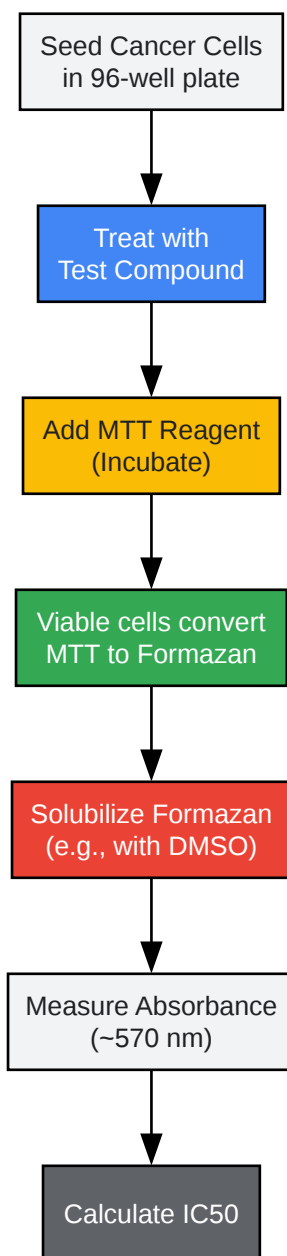 Seed Cancer Cells
in 96-well plate
Treat with
Test Compound
Add MTT Reagent
(Incubate)
Viable cells convert
MTT to Formazan
Solubilize Formazan
(e.g., with DMSO)
Measure Absorbance
(~570 nm)
Calculate IC50